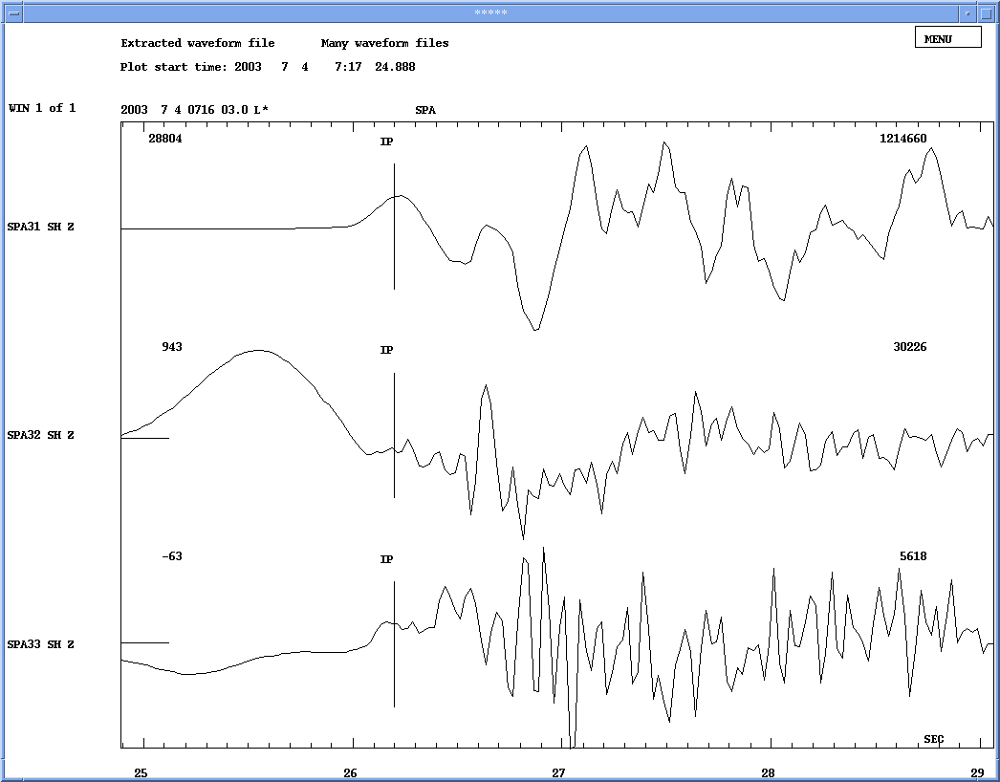 *****
MENU
Extracted waveform file Many waveform files
Plot start time: 2003 7 4 7:17 24.888
WIN 1 of 1
2003 7 4 0716 03.0 L* SPA
28804 IP 1214660
SPA31 SH Z
943 IP 30226
SPA32 SH Z
-63 IP 5618
SPA33 SH Z
SEC
25 26 27 28 29